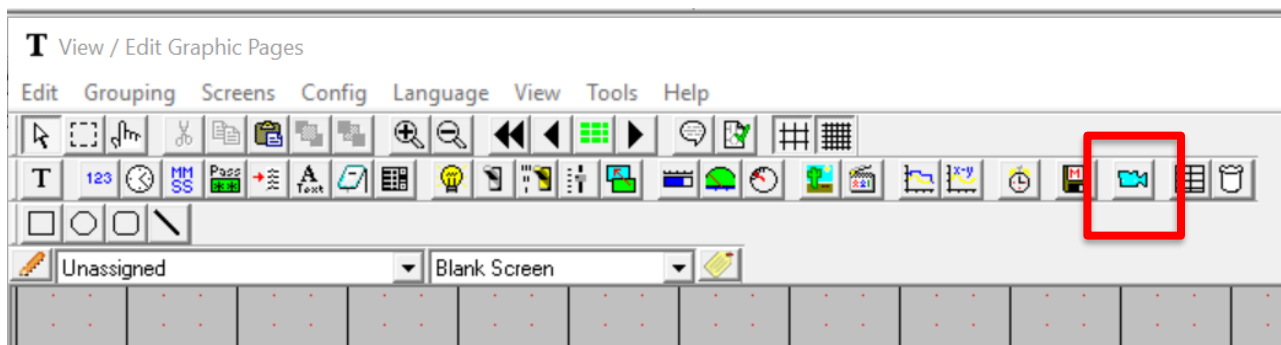 T View / Edit Graphic Pages
Edit Grouping Screens Config Language View Tools Help
T 123 MM SS Pass ** A Text M x-y
Unassigned Blank Screen